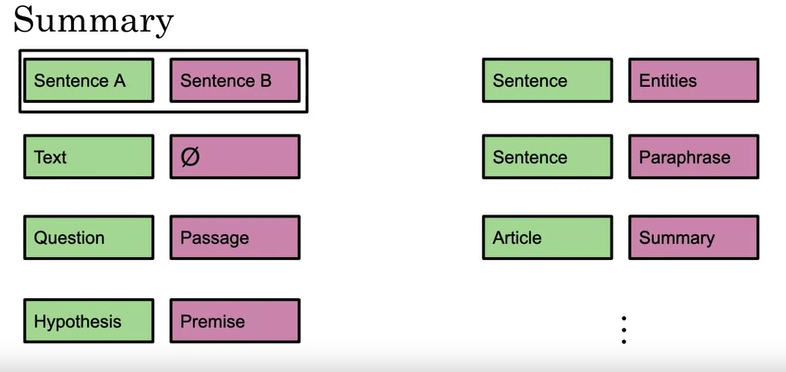 Summary
Sentence A
Sentence B
Text
Ø
Question
Passage
Hypothesis
Premise
Sentence
Entities
Sentence
Paraphrase
Article
Summary
⋮